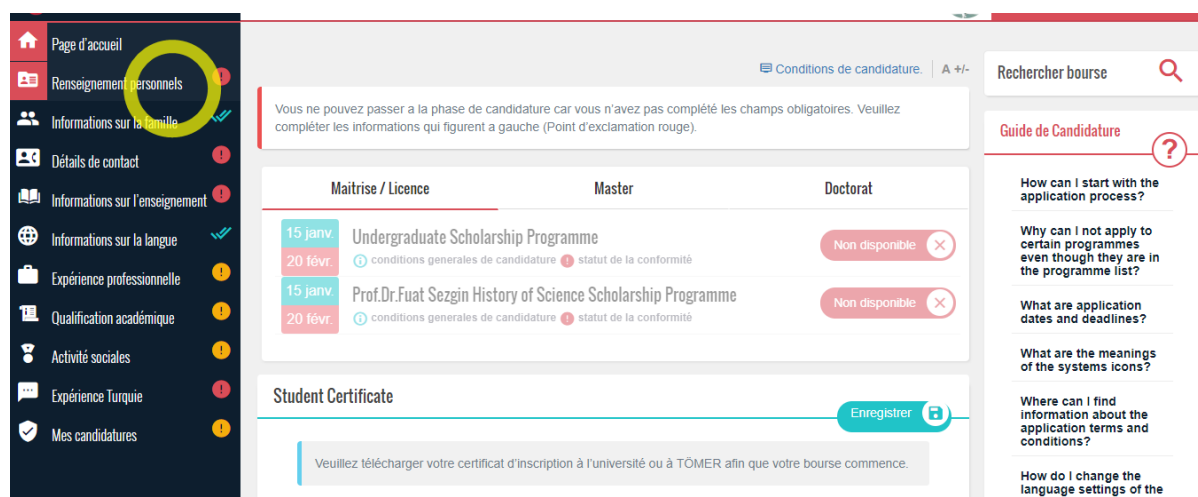 Page d'accueil
Renseignement personnels
Informations sur la famille
Détails de contact
Informations sur l'enseignement
Informations sur la langue
Expérience professionnelle
Qualification académique
Activité sociales
Expérience Turquie
Mes candidatures
Conditions de candidature. A +/-
Vous ne pouvez passer a la phase de candidature car vous n'avez pas complété les champs obligatoires. Veuillez
compléter les informations qui figurent a gauche (Point d'exclamation rouge).
Maitrise / Licence Master Doctorat
15 janv.
20 févr.
Undergraduate Scholarship Programme
conditions generales de candidature statut de la conformitè
Non disponible
15 janv.
20 févr.
Prof.Dr.Fuat Sezgin History of Science Scholarship Programme
conditions generales de candidature statut de la conformitè
Non disponible
Student Certificate
Enregistrer
Veuillez télécharger votre certificat d'inscription à l'université ou à TÖMER afin que votre bourse commence.
Rechercher bourse
Guide de Candidature
?
How can I start with the
application process?
Why can I not apply to
certain programmes
even though they are in
the programme list?
What are application
dates and deadlines?
What are the meanings
of the systems icons?
Where can I find
information about the
application terms and
conditions?
How do I change the
language settings of the